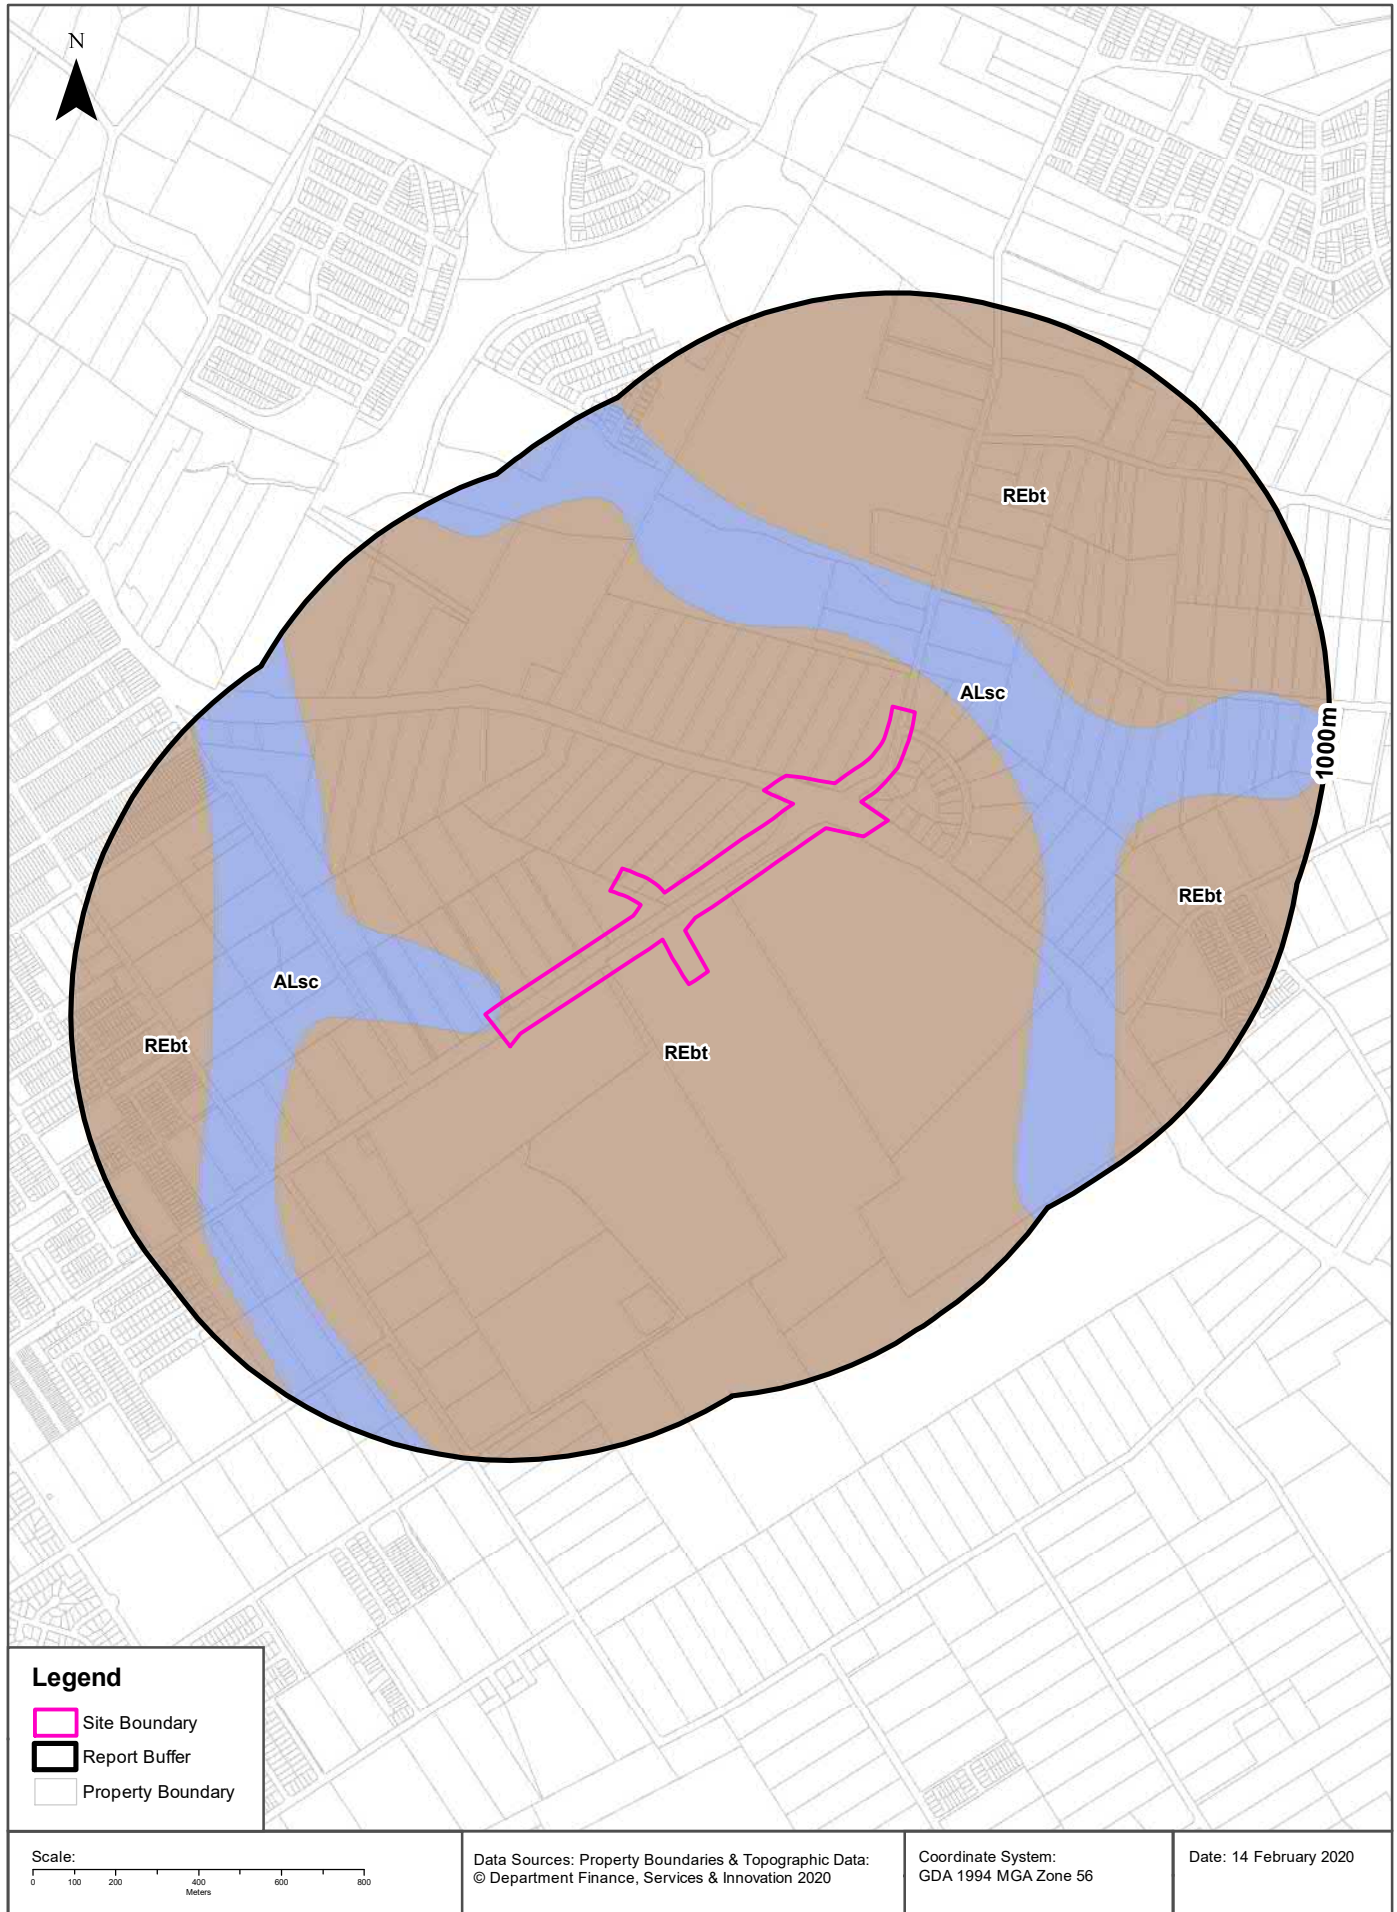 N
REbt
ALsc
1000m
REbt
ALsc
REbt
REbt
Legend
Site Boundary
Report Buffer
Property Boundary
Scale:
0 100 200 400 600 800
Meters
Data Sources: Property Boundaries & Topographic Data:
© Department Finance, Services & Innovation 2020
Coordinate System:
GDA 1994 MGA Zone 56
Date: 14 February 2020